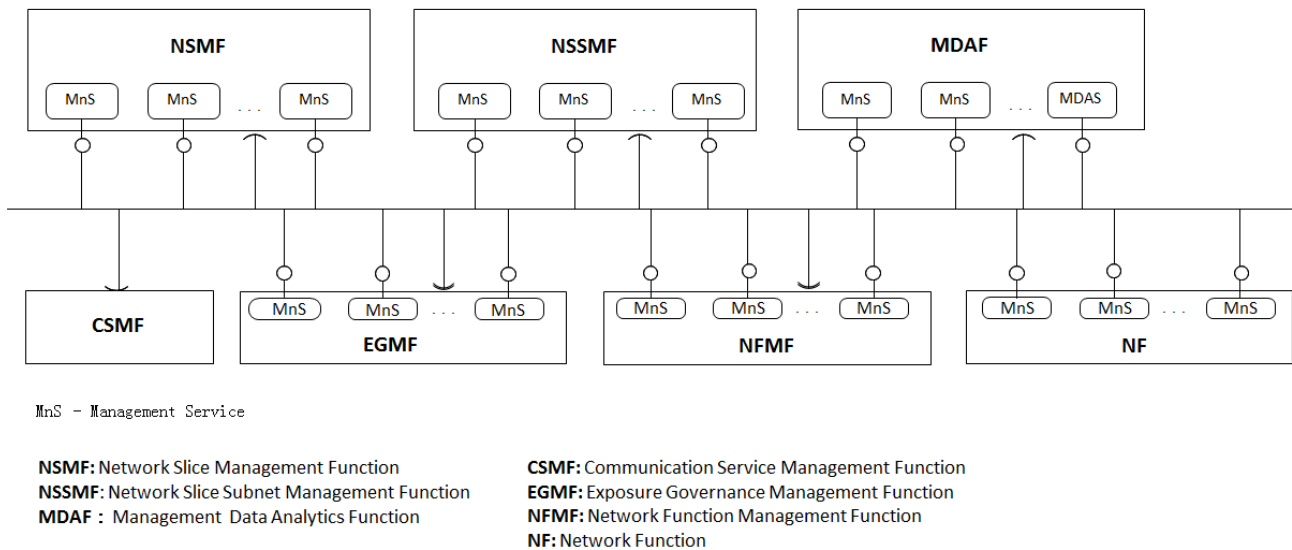 NSMF
NSSMF
MDAF
MnS MnS ... MnS
MnS MnS ... MnS
MnS MnS ... MDAS
MnS MnS ... MnS
MnS MnS ... MnS
MnS MnS ... MnS
CSMF
EGMF
NFMF
NF
MnS - Management Service
NSMF: Network Slice Management Function
NSSMF: Network Slice Subnet Management Function
MDAF : Management Data Analytics Function
CSMF: Communication Service Management Function
EGMF: Exposure Governance Management Function
NFMF: Network Function Management Function
NF: Network Function